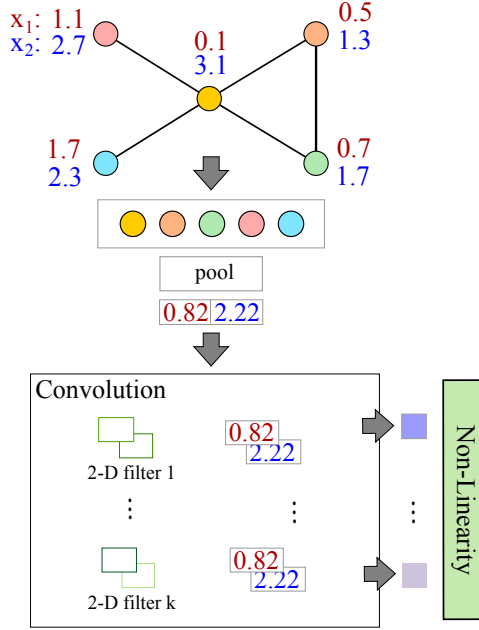 x₁: 1.1
x₂: 2.7
0.1
3.1
0.5
1.3
1.7
2.3
0.7
1.7
pool
0.82 2.22
Convolution
0.82
2.22
2-D filter 1
⋮ ⋮ ⋮
0.82
2.22
2-D filter k
Non-Linearity